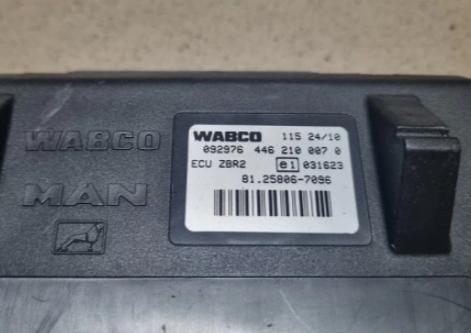 WABCO
MAN
WABCO 115 24/10
092976 446 210 007 0
ECU ZBR2 e1 031623
81.25806-7096